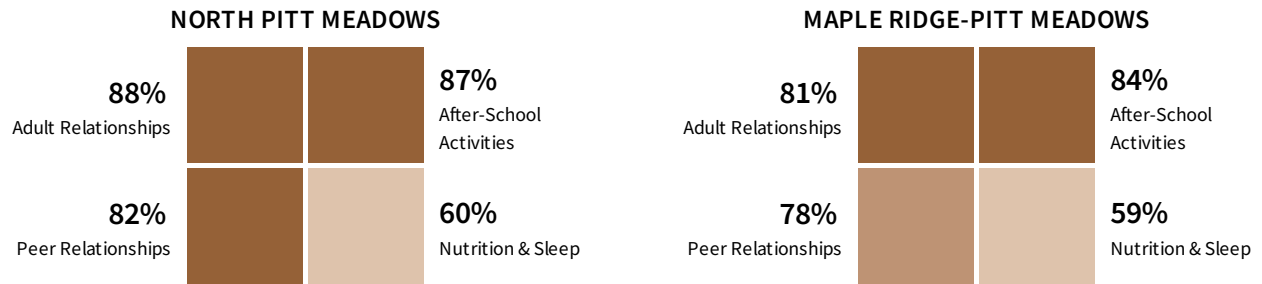 NORTH PITT MEADOWS
88%
Adult Relationships
87%
After-School
Activities
82%
Peer Relationships
60%
Nutrition & Sleep
MAPLE RIDGE-PITT MEADOWS
81%
Adult Relationships
84%
After-School
Activities
78%
Peer Relationships
59%
Nutrition & Sleep